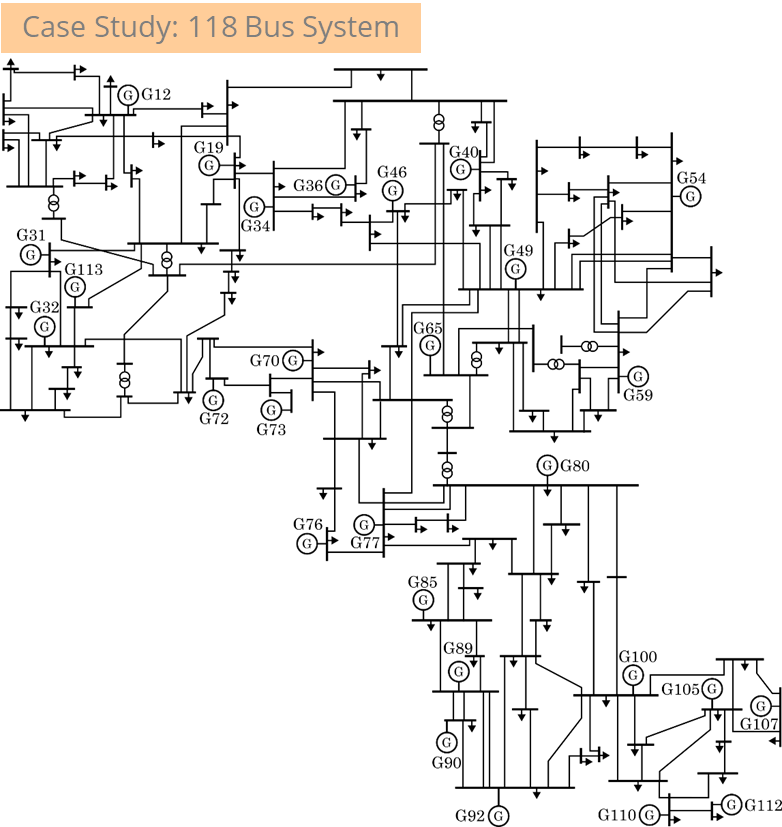 Case Study: 118 Bus System
G G12
G19
G
G40
G
G36 G
G46
G
G54
G
G
G34
G31
G
G113
G
G49
G
G32
G
G65
G
G70 G
G
G59
G
G72
G
G73
G G80
G76
G
G
G77
G85
G
G89
G
G100
G
G105 G
G
G107
G
G90
G92 G
G110 G
G G112